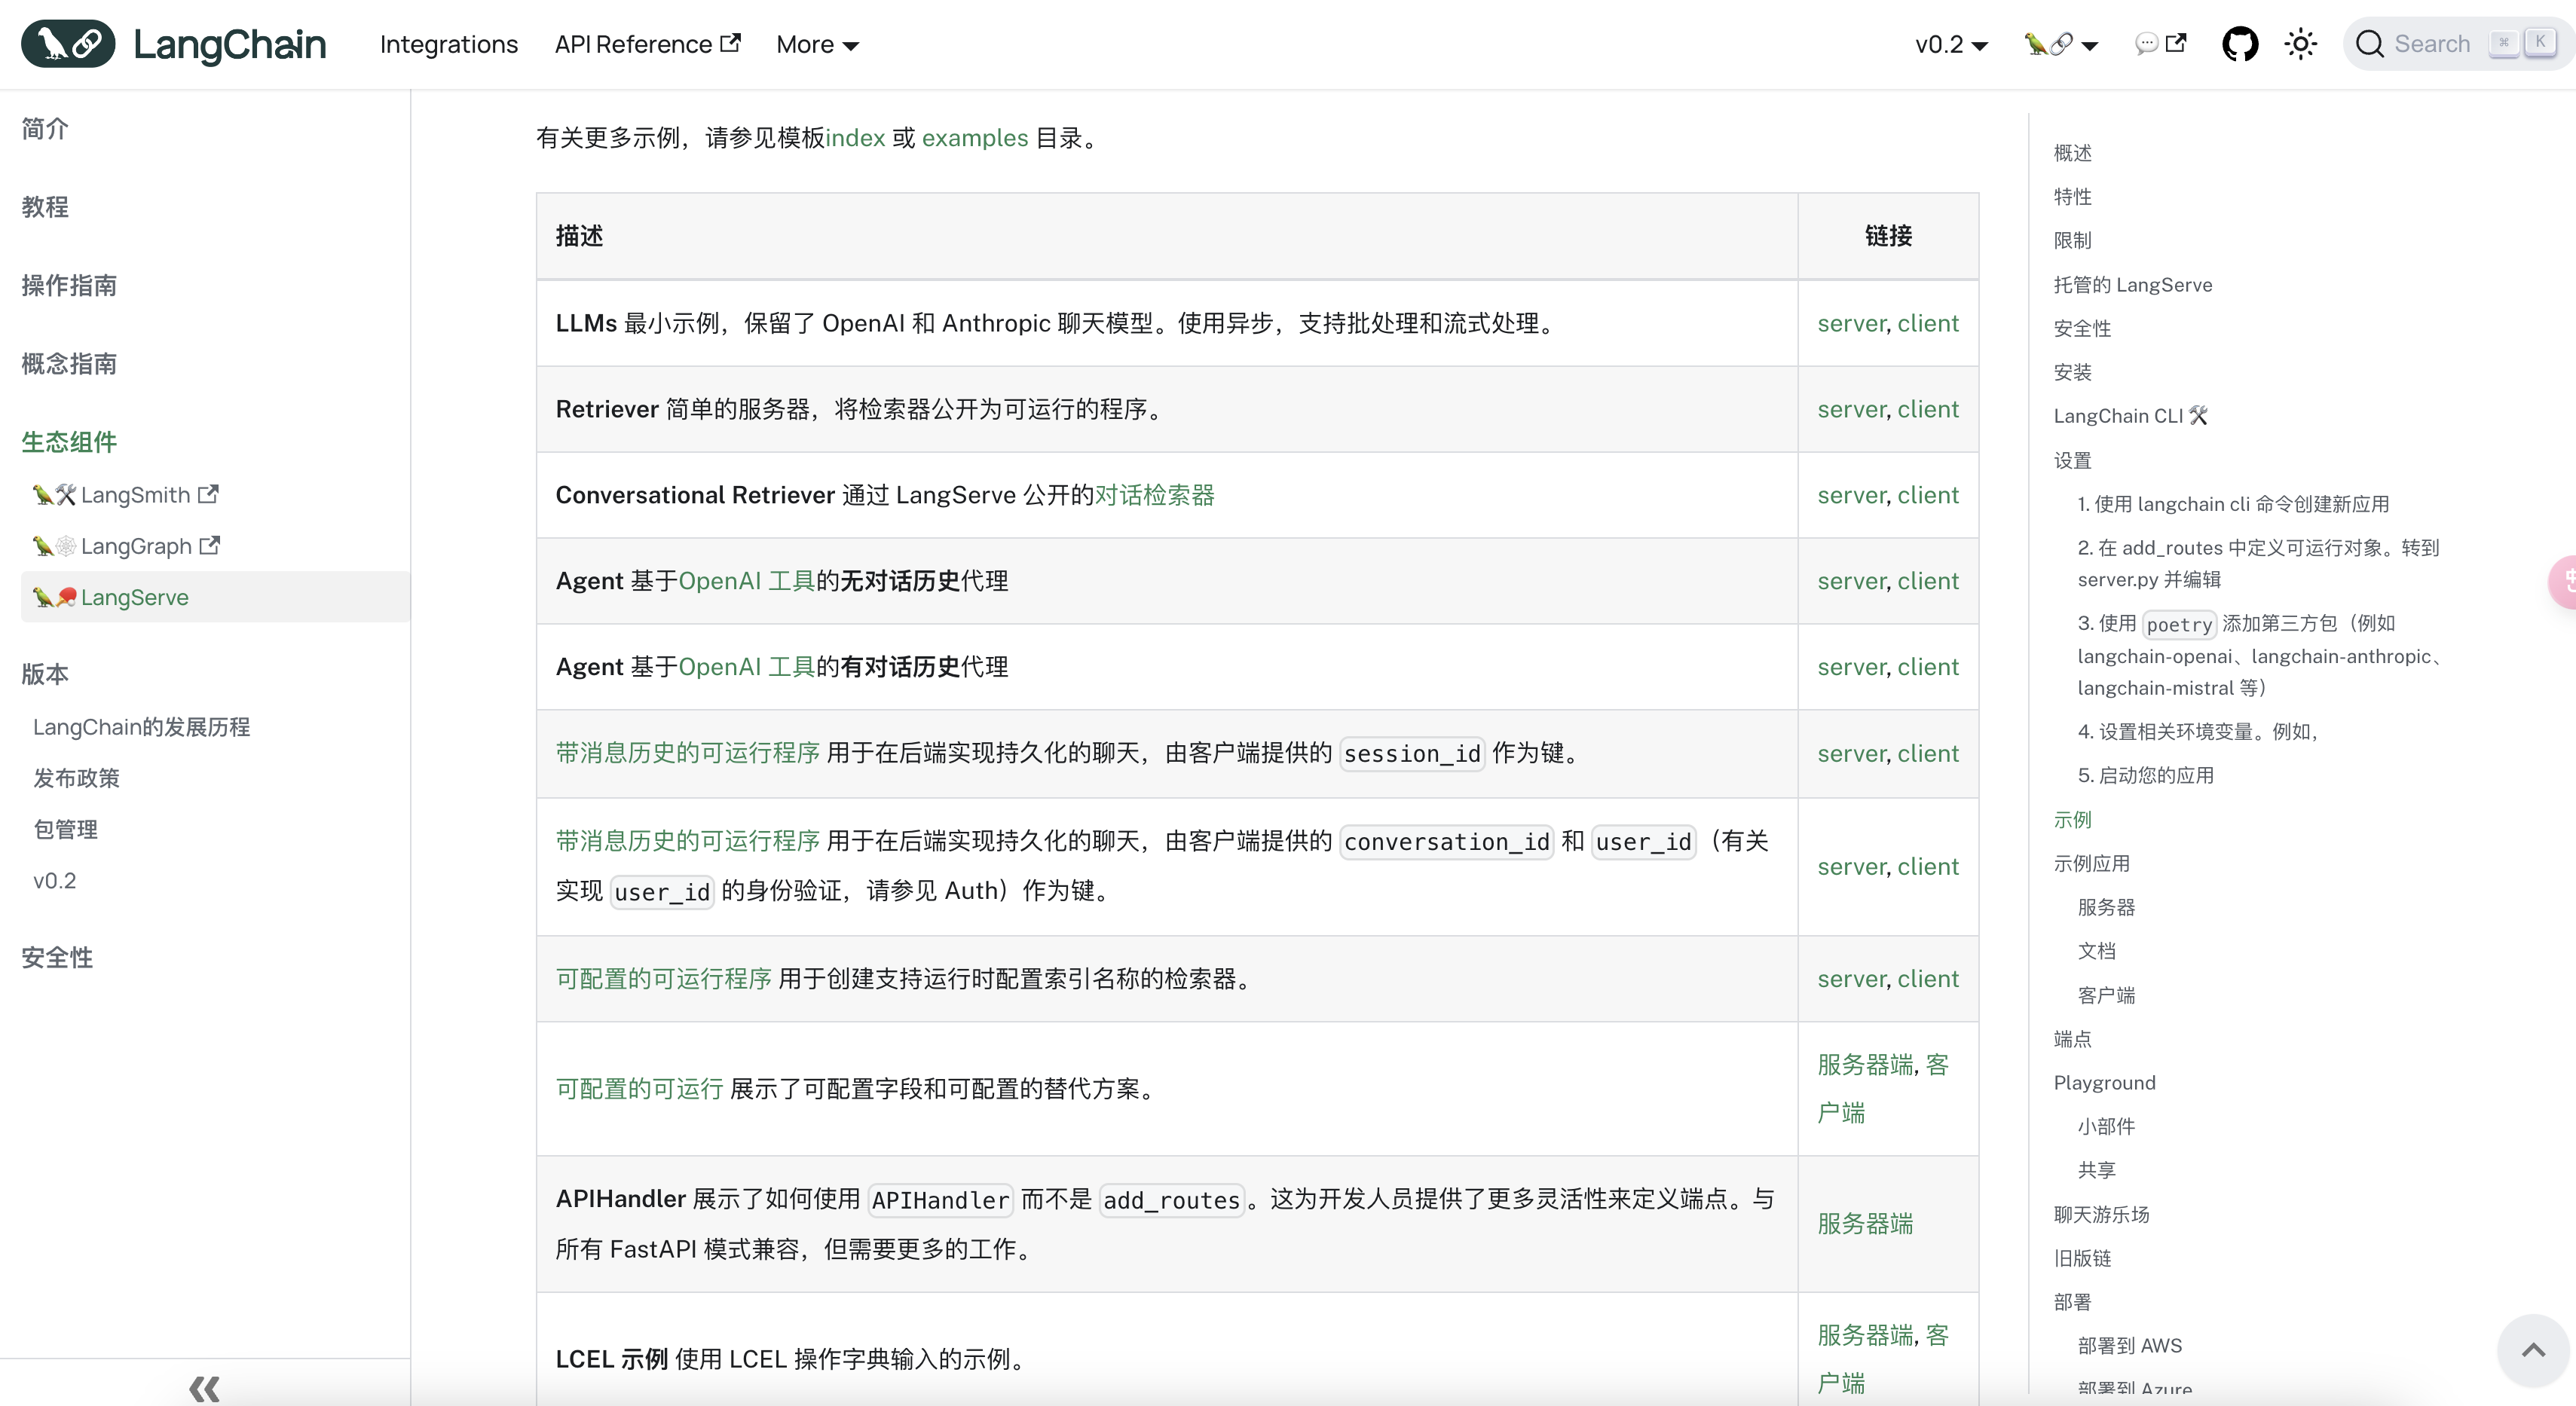 LangChain
Integrations
API Reference
More
v0.2
Search
⌘
K
简介
教程
操作指南
概念指南
生态组件
LangSmith
LangGraph
LangServe
版本
LangChain的发展历程
发布政策
包管理
v0.2
安全性
有关更多示例，请参见模板index 或 examples 目录。
描述
链接
LLMs 最小示例，保留了 OpenAI 和 Anthropic 聊天模型。使用异步，支持批处理和流式处理。
server, client
Retriever 简单的服务器，将检索器公开为可运行的程序。
server, client
Conversational Retriever 通过 LangServe 公开的对话检索器
server, client
Agent 基于OpenAI 工具的无对话历史代理
server, client
Agent 基于OpenAI 工具的有对话历史代理
server, client
带消息历史的可运行程序 用于在后端实现持久化的聊天，由客户端提供的 session_id 作为键。
server, client
带消息历史的可运行程序 用于在后端实现持久化的聊天，由客户端提供的 conversation_id 和 user_id（有关
实现 user_id 的身份验证，请参见 Auth）作为键。
server, client
可配置的可运行程序 用于创建支持运行时配置索引名称的检索器。
server, client
可配置的可运行 展示了可配置字段和可配置的替代方案。
服务器端, 客
户端
APIHandler 展示了如何使用 APIHandler 而不是 add_routes。这为开发人员提供了更多灵活性来定义端点。与
所有 FastAPI 模式兼容，但需要更多的工作。
服务器端
LCEL 示例 使用 LCEL 操作字典输入的示例。
服务器端, 客
户端
概述
特性
限制
托管的 LangServe
安全性
安装
LangChain CLI 🛠️
设置
1. 使用 langchain cli 命令创建新应用
2. 在 add_routes 中定义可运行对象。转到
server.py 并编辑
3. 使用 poetry 添加第三方包（例如
langchain-openai、langchain-anthropic、
langchain-mistral 等）
4. 设置相关环境变量。例如，
5. 启动您的应用
示例
示例应用
服务器
文档
客户端
端点
Playground
小部件
共享
聊天游乐场
旧版链
部署
部署到 AWS
部署到 Azure